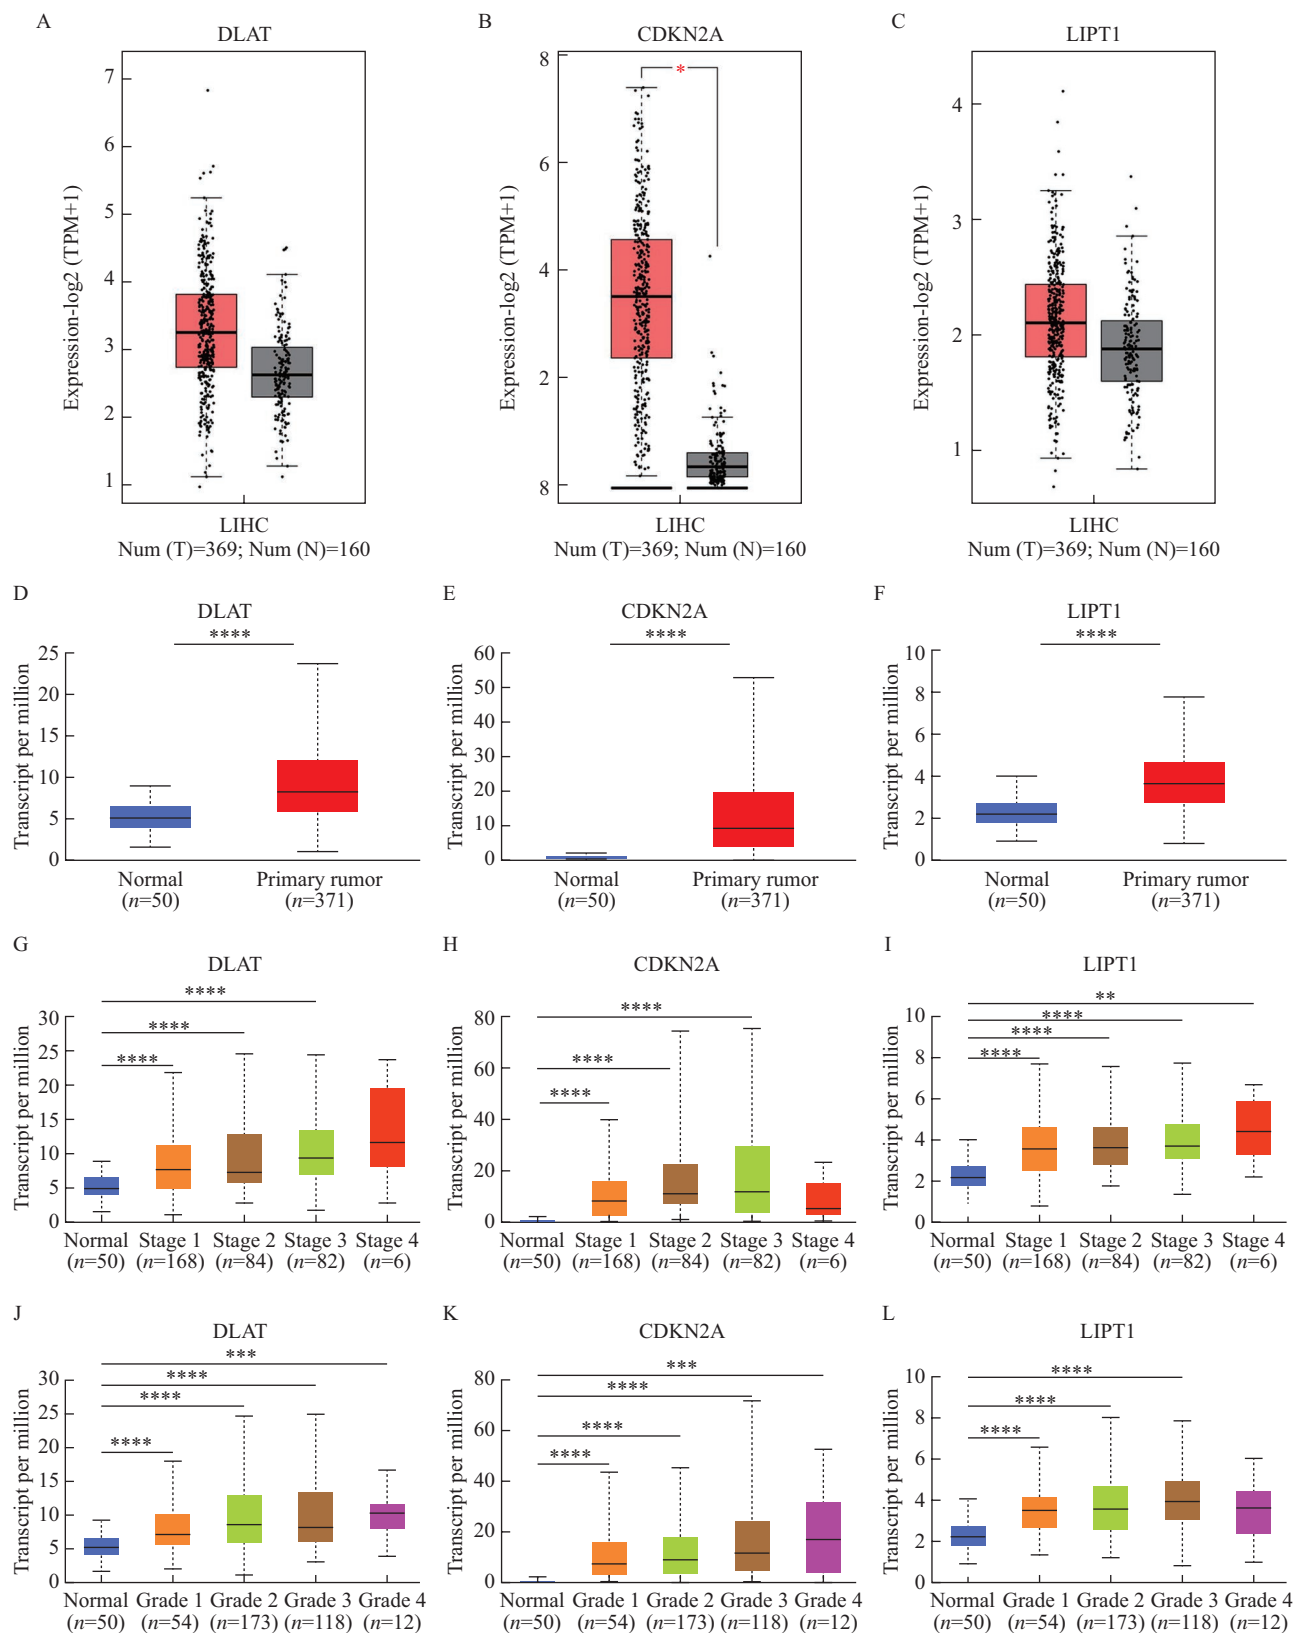 A
DLAT
Expression-log2 (TPM+1)
7
6
5
4
3
2
1
LIHC
Num (T)=369; Num (N)=160
B
CDKN2A
Expression-log2 (TPM+1)
8
6
4
2
8
*
LIHC
Num (T)=369; Num (N)=160
C
LIPT1
Expression-log2 (TPM+1)
4
3
2
1
LIHC
Num (T)=369; Num (N)=160
D
DLAT
****
Transcript per million
25
20
15
10
5
0
Normal
(n=50)
Primary rumor
(n=371)
E
CDKN2A
****
Transcript per million
60
50
40
30
20
10
0
Normal
(n=50)
Primary rumor
(n=371)
F
LIPT1
****
Transcript per million
10
8
6
4
2
0
Normal
(n=50)
Primary rumor
(n=371)
G
DLAT
****
****
****
Transcript per million
30
25
20
15
10
5
0
Normal Stage 1 Stage 2 Stage 3 Stage 4
(n=50) (n=168) (n=84) (n=82) (n=6)
H
CDKN2A
****
****
****
Transcript per million
80
60
40
20
0
Normal Stage 1 Stage 2 Stage 3 Stage 4
(n=50) (n=168) (n=84) (n=82) (n=6)
I
LIPT1
**
****
****
****
Transcript per million
10
8
6
4
2
0
Normal Stage 1 Stage 2 Stage 3 Stage 4
(n=50) (n=168) (n=84) (n=82) (n=6)
J
DLAT
***
****
****
****
Transcript per million
30
25
20
15
10
5
0
Normal Grade 1 Grade 2 Grade 3 Grade 4
(n=50) (n=54) (n=173) (n=118) (n=12)
K
CDKN2A
***
****
****
****
Transcript per million
80
60
40
20
0
Normal Grade 1 Grade 2 Grade 3 Grade 4
(n=50) (n=54) (n=173) (n=118) (n=12)
L
LIPT1
****
****
****
Transcript per million
10
8
6
4
2
0
Normal Grade 1 Grade 2 Grade 3 Grade 4
(n=50) (n=54) (n=173) (n=118) (n=12)